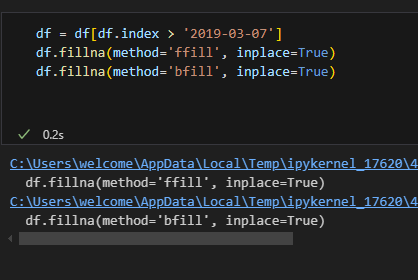 df = df[df.index > '2019-03-07']
df.fillna(method='ffill', inplace=True)
df.fillna(method='bfill', inplace=True)
0.2s
C:\Users\welcome\AppData\Local\Temp\ipykernel_17620\4
df.fillna(method='ffill', inplace=True)
C:\Users\welcome\AppData\Local\Temp\ipykernel_17620\4
df.fillna(method='bfill', inplace=True)